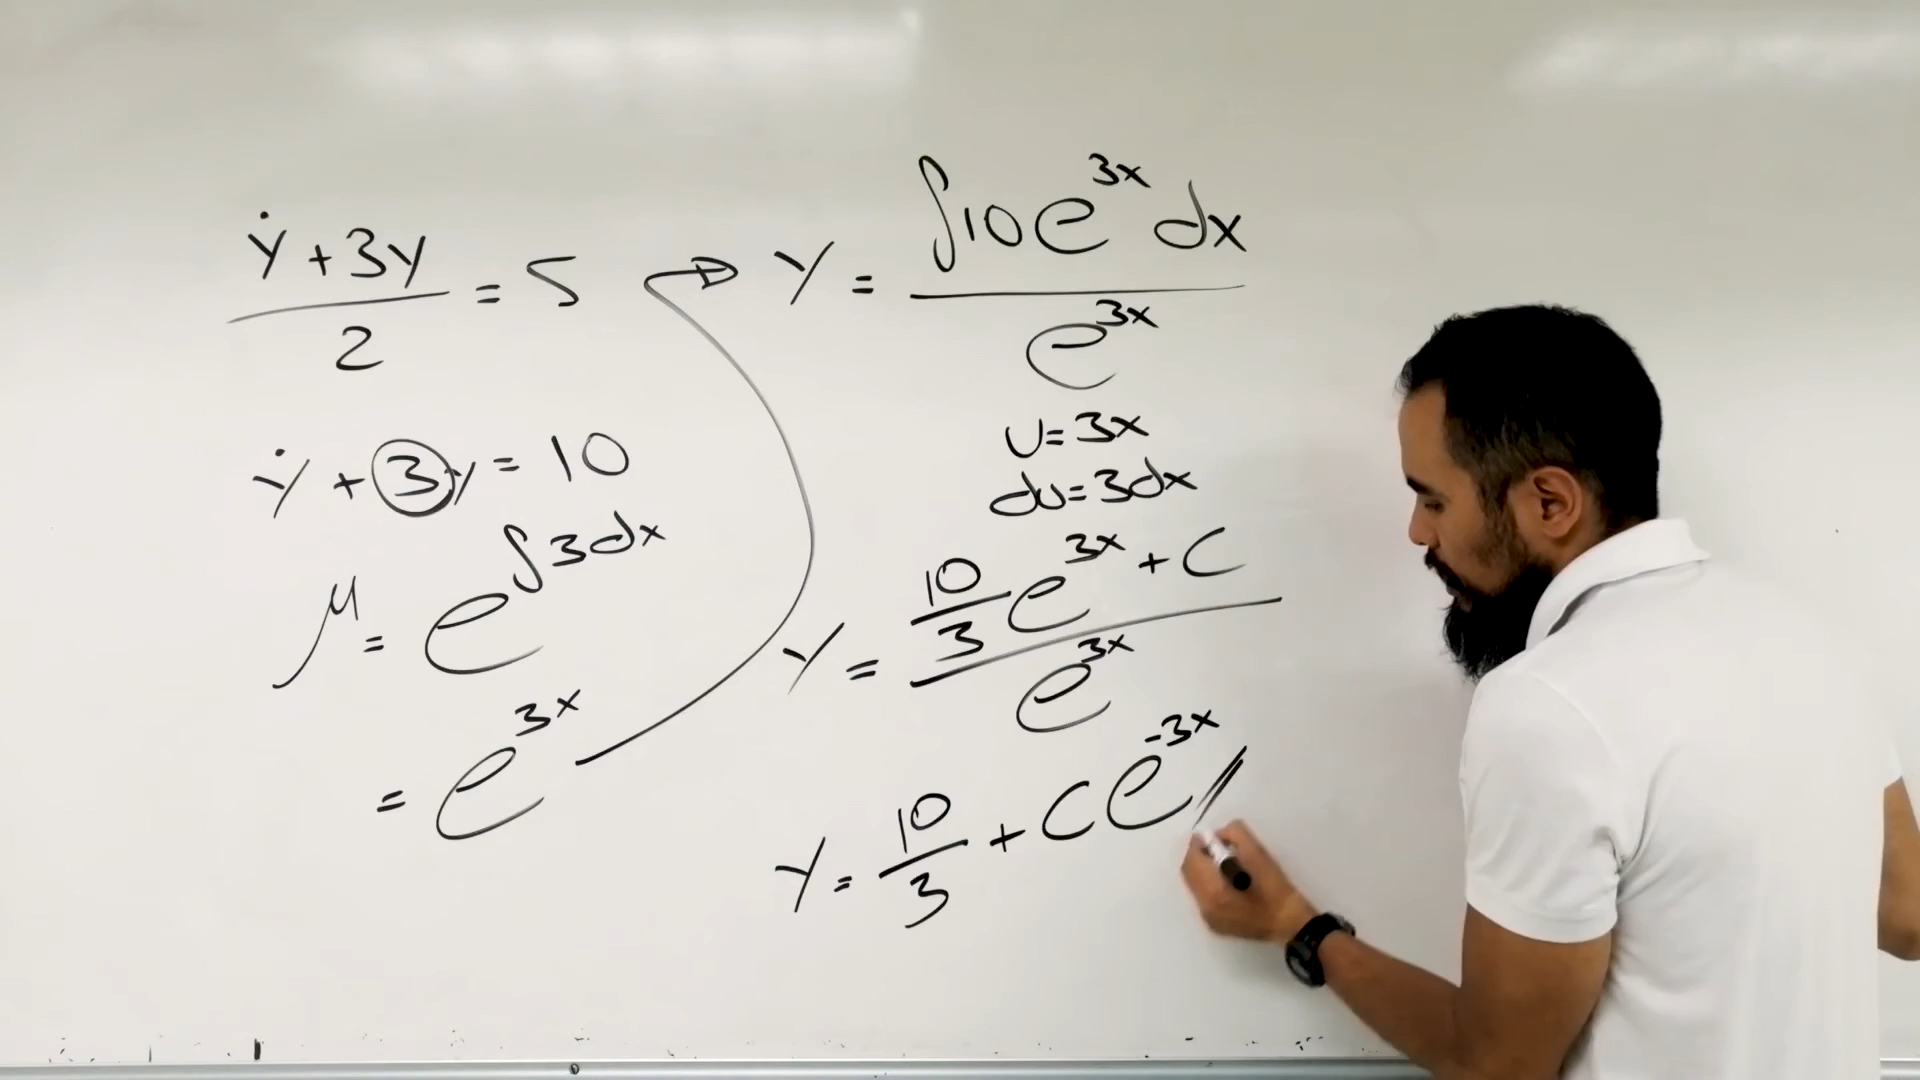 ẏ + 3y
2
= 5
ẏ + 3y = 10
μ = e^∫3dx
= e^3x
y = ∫10e^3x dx
e^3x
u = 3x
du = 3dx
y = 10/3 e^3x + C
e^3x
y = 10/3 + Ce^-3x